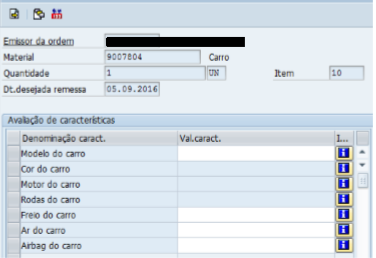 Emissor da ordem
Material 9007804 Carro
Quantidade 1 UN Item 10
Dt.desejada remessa 05.09.2016
Avaliação de características
Denominação caract. Val.caract. I...
Modelo do carro
Cor do carro
Motor do carro
Rodas do carro
Freio do carro
Ar do carro
Airbag do carro